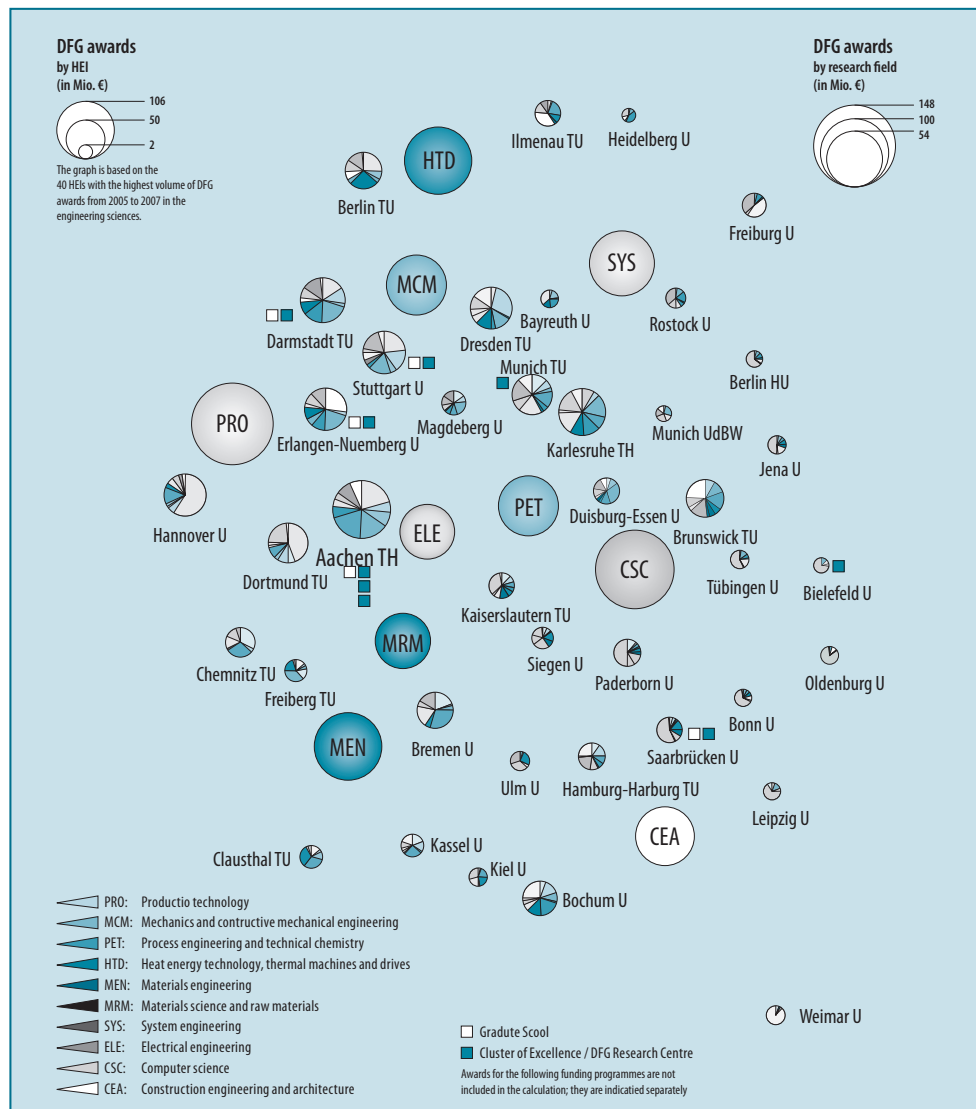 DFG awards
by HEI
(in Mio. €)
106
50
2
The graph is based on the
40 HEIs with the highest volume of DFG
awards from 2005 to 2007 in the
engineering sciences.
DFG awards
by research field
(in Mio. €)
148
100
54
Ilmenau TU
Heidelberg U
HTD
Berlin TU
Freiburg U
SYS
MCM
Bayreuth U
Rostock U
Darmstadt TU
Dresden TU
Munich TU
Stuttgart U
Berlin HU
PRO
Erlangen-Nuemberg U
Magdeberg U
Karlesruhe TH
Munich UdBW
Jena U
Hannover U
PET
Duisburg-Essen U
Brunswick TU
ELE
Aachen TH
Dortmund TU
CSC
Tübingen U
Bielefeld U
Kaiserslautern TU
MRM
Siegen U
Chemnitz TU
Paderborn U
Oldenburg U
Freiberg TU
Bonn U
MEN
Bremen U
Saarbrücken U
Ulm U
Hamburg-Harburg TU
Leipzig U
CEA
Kassel U
Clausthal TU
Kiel U
Bochum U
PRO: Productio technology
MCM: Mechanics and contructive mechanical engineering
PET: Process engineering and technical chemistry
HTD: Heat energy technology, thermal machines and drives
MEN: Materials engineering
MRM: Materials science and raw materials
SYS: System engineering
ELE: Electrical engineering
CSC: Computer science
CEA: Construction engineering and architecture
Weimar U
Gradute Scool
Cluster of Excellence / DFG Research Centre
Awards for the following funding programmes are not
included in the calculation; they are indicatied separately